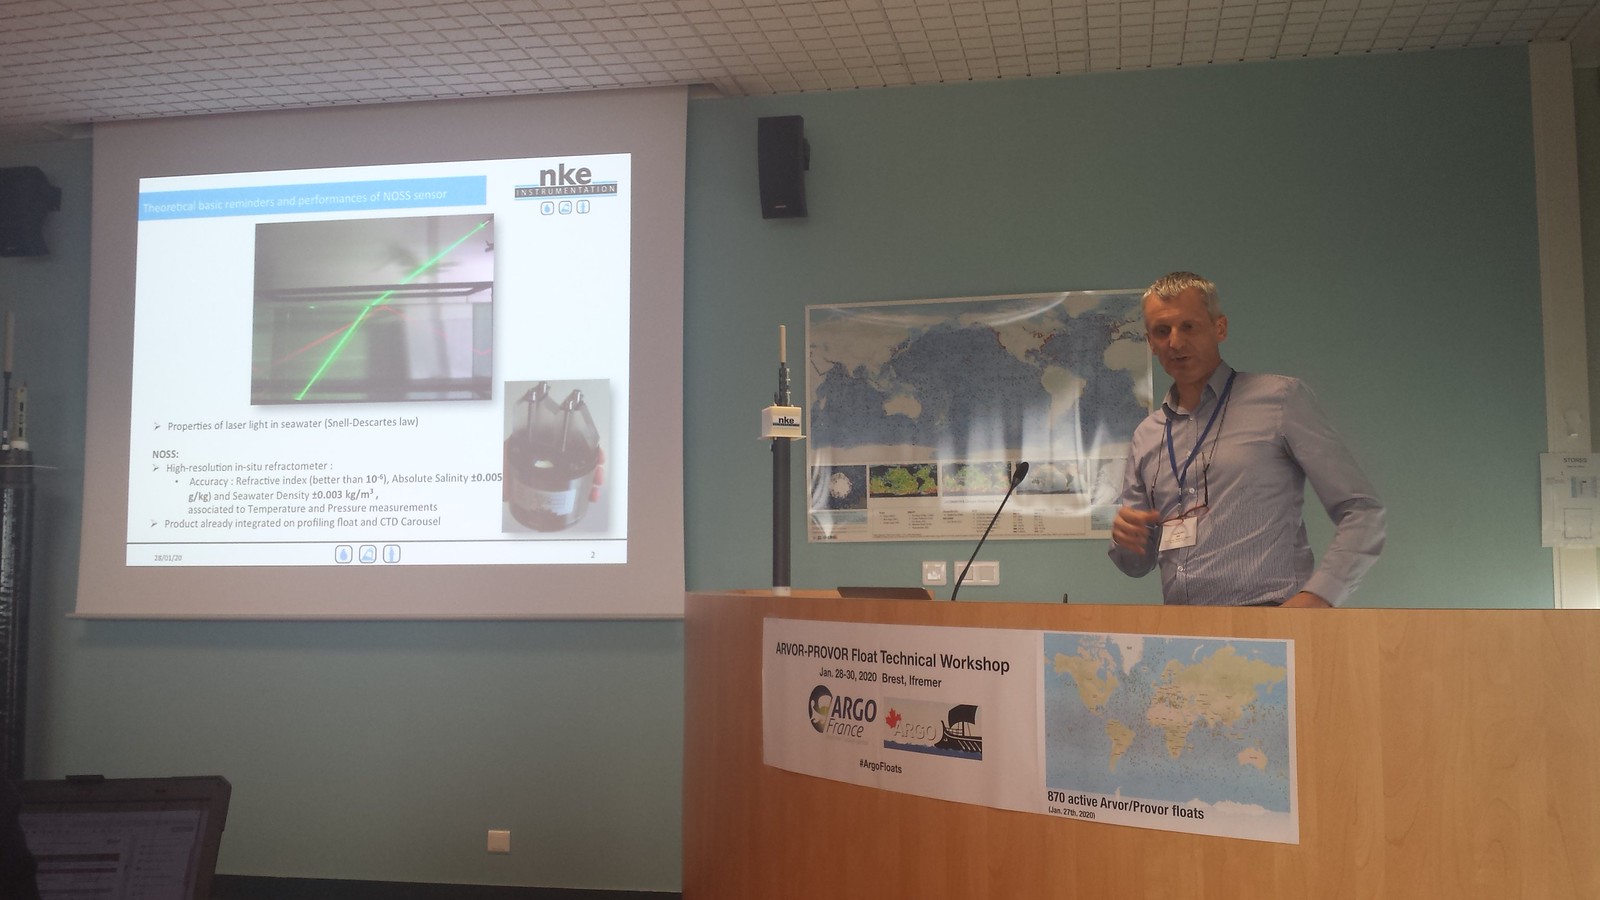 Theoretical basic reminders and performances of NOSS sensor
nke
INSTRUMENTATION
➢ Properties of laser light in seawater (Snell-Descartes law)
NOSS:
➢ High-resolution in-situ refractometer :
• Accuracy : Refractive index (better than 10⁻⁶), Absolute Salinity ±0.005
g/kg) and Seawater Density ±0.003 kg/m³ ,
associated to Temperature and Pressure measurements
➢ Product already integrated on profiling float and CTD Carousel
28/01/20
2
nke
ARVOR-PROVOR Float Technical Workshop
Jan. 28-30, 2020 Brest, Ifremer
ARGO
France
ARGO
#ArgoFloats
870 active Arvor/Provor floats
(Jan. 27th, 2020)